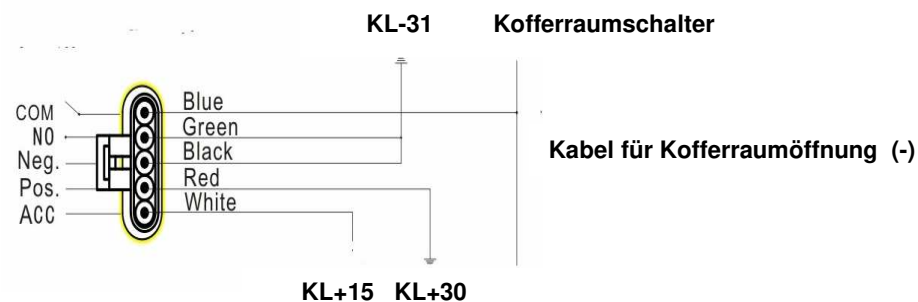 KL-31 Kofferraumschalter
COM Blue
NO Green
Neg. Black
Pos. Red
ACC White
Kabel für Kofferraumöffnung (-)
KL+15 KL+30